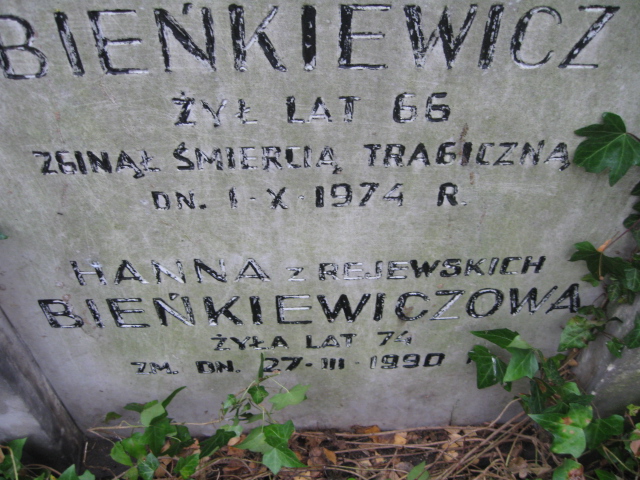 BIEŃKIEWICZ
ŻYŁ LAT 66
ZGINĄŁ ŚMIERCIĄ TRAGICZNĄ
DN. 1·X·1974 R.
HANNA z REJEWSKICH
BIEŃKIEWICZOWA
ŻYŁA LAT 74
ZM. DN. 27·III·1990